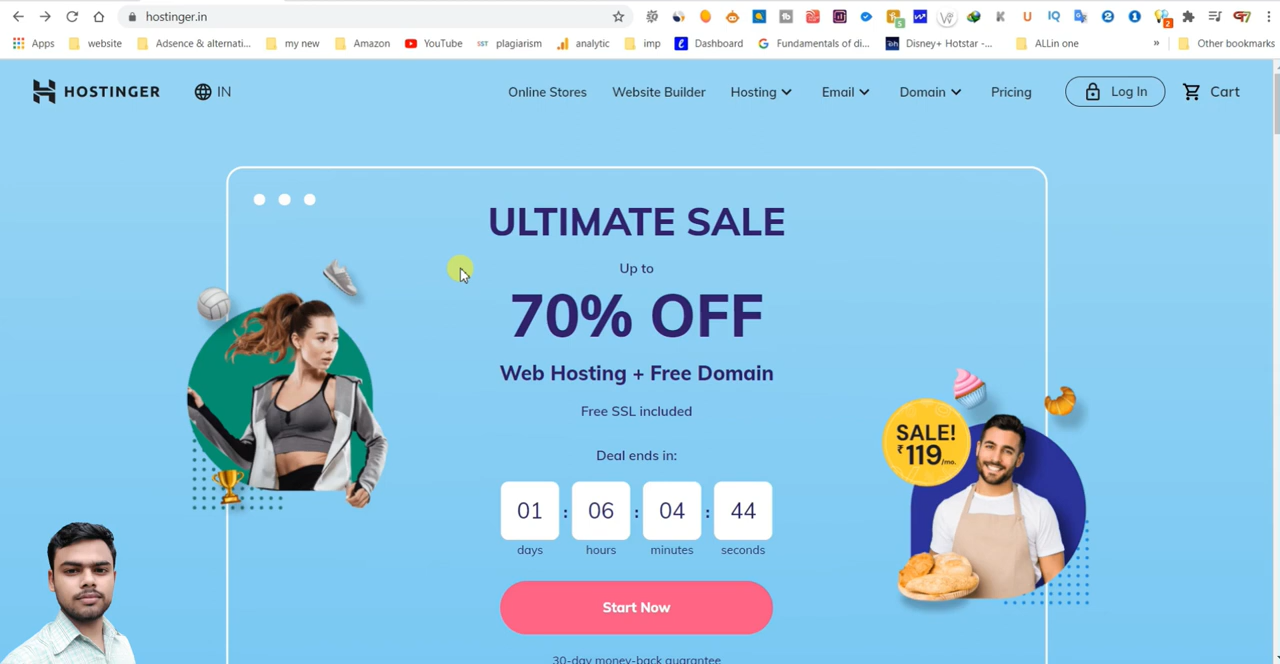 hostinger.in
Apps website Adsence & alternati... my new Amazon YouTube plagiarism analytic imp Dashboard Fundamentals of di... Disney+ Hotstar -... ALLin one » Other bookmarks
HOSTINGER IN Online Stores Website Builder Hosting Email Domain Pricing Log In Cart
ULTIMATE SALE
Up to
70% OFF
Web Hosting + Free Domain
Free SSL included
SALE!
₹119/mo.
Deal ends in:
01 : 06 : 04 : 44
days hours minutes seconds
Start Now
30-day money-back guarantee